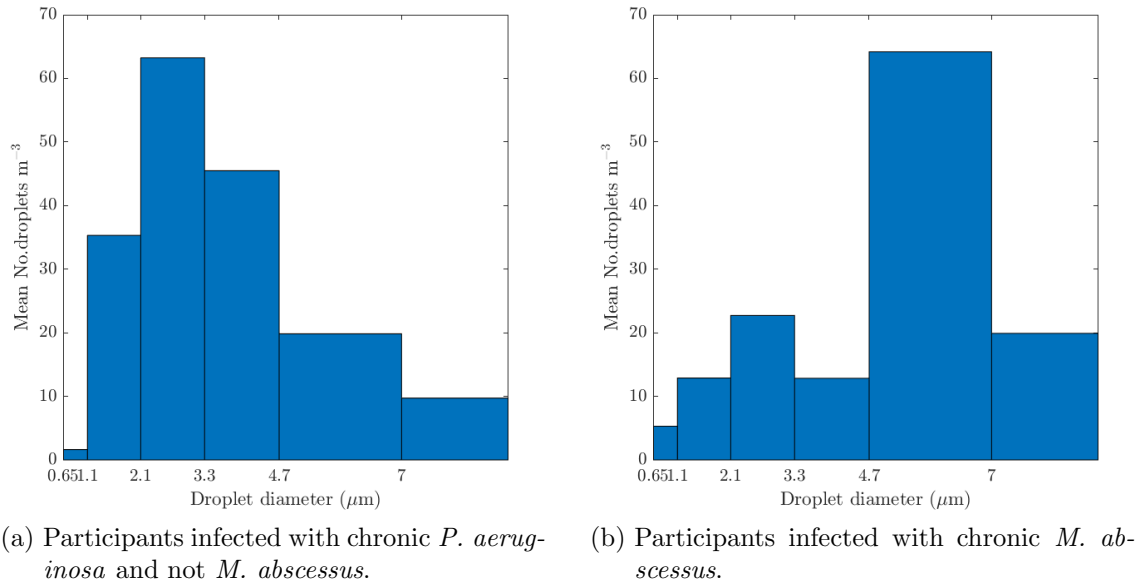 70
60
50
40
30
20
10
0
Mean No.droplets m⁻³
0.651.1 2.1 3.3 4.7 7
Droplet diameter (μm)
(a) Participants infected with chronic P. aerug-
inosa and not M. abscessus.
70
60
50
40
30
20
10
0
Mean No.droplets m⁻³
0.651.1 2.1 3.3 4.7 7
Droplet diameter (μm)
(b) Participants infected with chronic M. ab-
scessus.